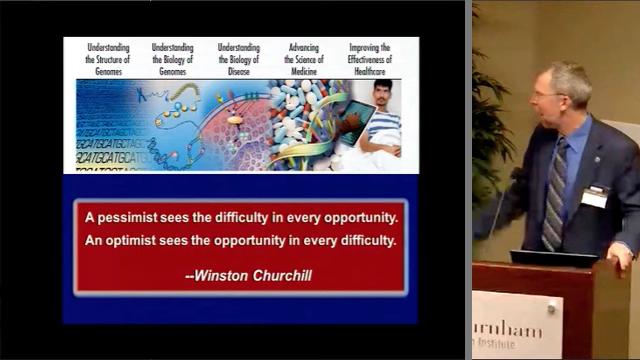 Understanding the Structure of Genomes
Understanding the Biology of Genomes
Understanding the Biology of Disease
Advancing the Science of Medicine
Improving the Effectiveness of Healthcare
A pessimist sees the difficulty in every opportunity.
An optimist sees the opportunity in every difficulty.
--Winston Churchill
urnham
Institute